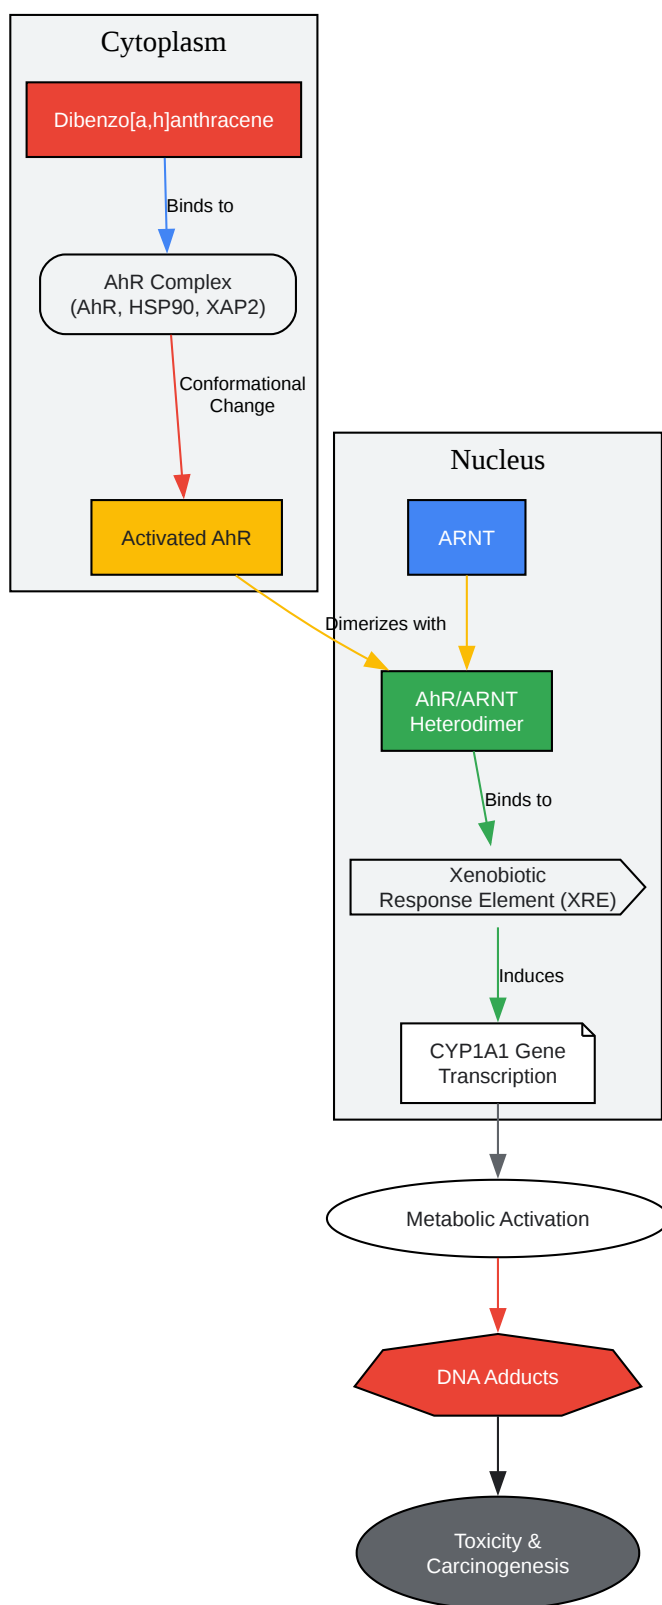 Cytoplasm
Dibenzo[a,h]anthracene
Binds to
AhR Complex
(AhR, HSP90, XAP2)
Conformational
Change
Activated AhR
Nucleus
ARNT
Dimerizes with
AhR/ARNT
Heterodimer
Binds to
Xenobiotic
Response Element (XRE)
Induces
CYP1A1 Gene
Transcription
Metabolic Activation
DNA Adducts
Toxicity &
Carcinogenesis